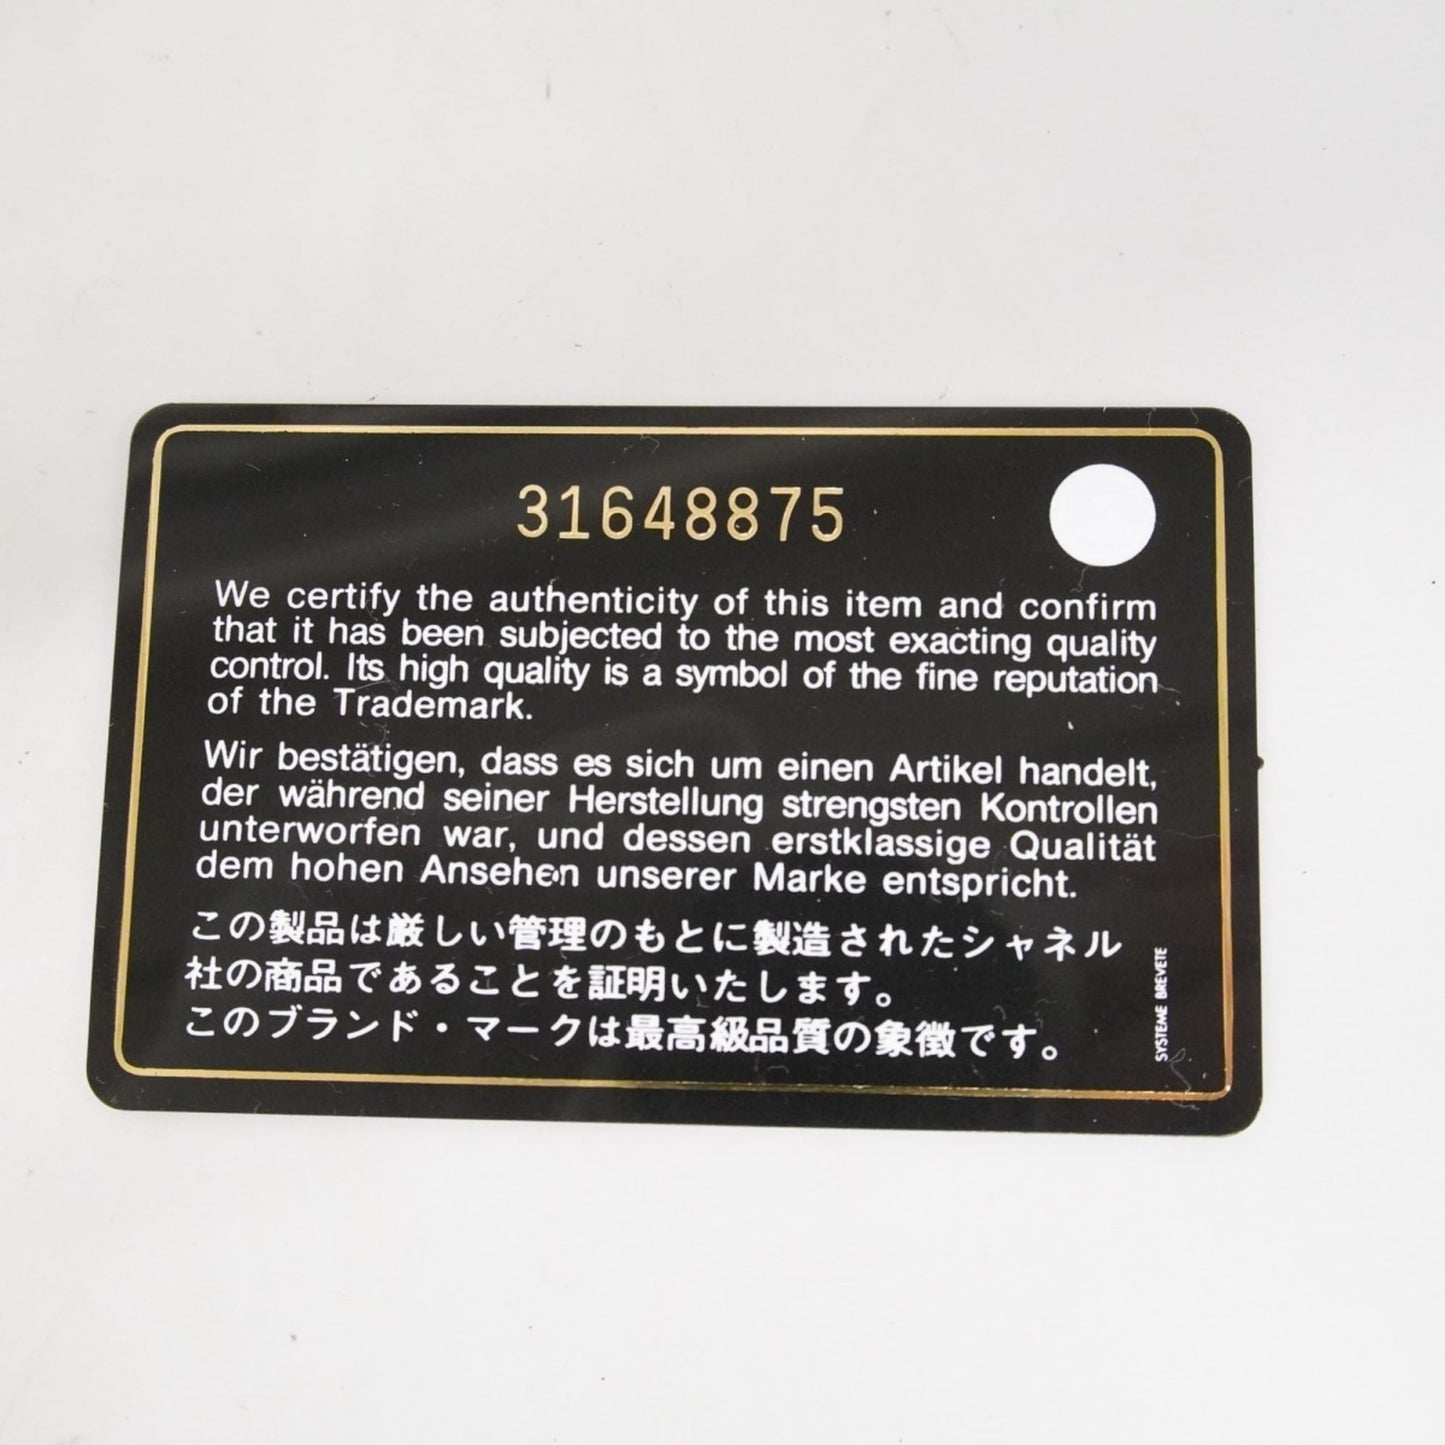 31648875
We certify the authenticity of this item and confirm
that it has been subjected to the most exacting quality
control. Its high quality is a symbol of the fine reputation
of the Trademark.
Wir bestätigen, dass es sich um einen Artikel handelt,
der während seiner Herstellung strengsten Kontrollen
unterworfen war, und dessen erstklassige Qualität
dem hohen Ansehen unserer Marke entspricht.
この製品は厳しい管理のもとに製造されたシャネル
社の商品であることを証明いたします。
このブランド・マークは最高級品質の象徴です。
SYSTEME BREVETE